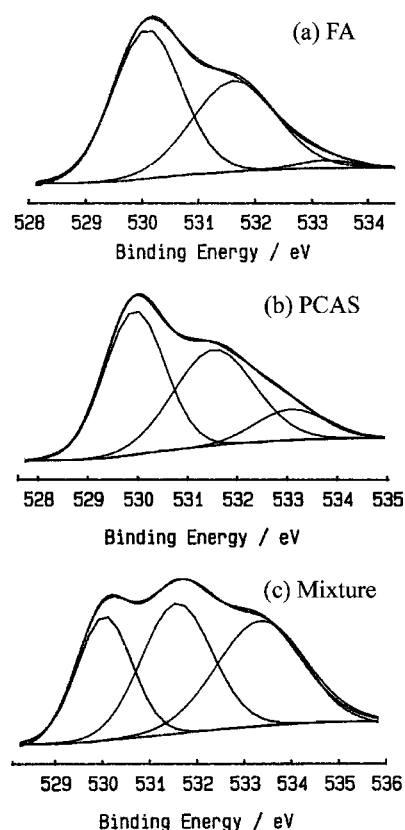 (a) FA
528 529 530 531 532 533 534
Binding Energy / eV
(b) PCAS
528 529 530 531 532 533 534 535
Binding Energy / eV
(c) Mixture
529 530 531 532 533 534 535 536
Binding Energy / eV